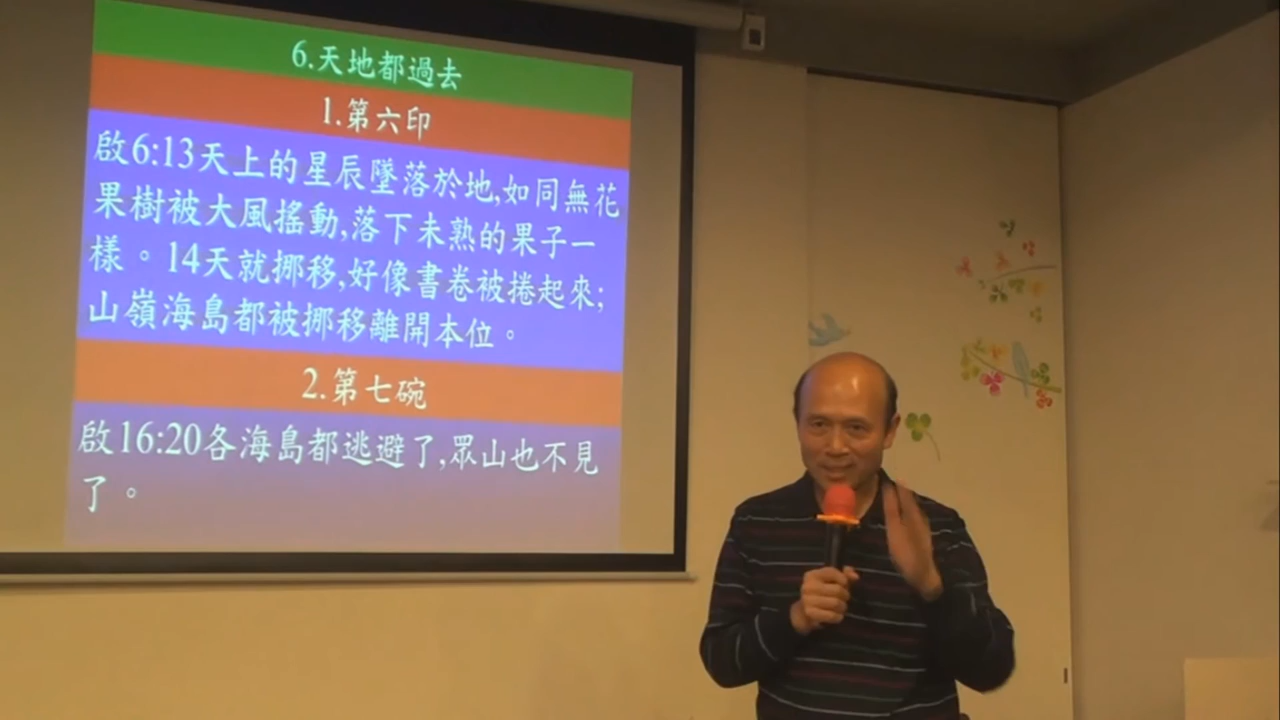 6.天地都過去
1.第六印
啟6:13天上的星辰墜落於地,如同無花
果樹被大風搖動,落下未熟的果子一
樣。14天就挪移,好像書卷被捲起來;
山嶺海島都被挪移離開本位。
2.第七碗
啟16:20各海島都逃避了,眾山也不見
了。